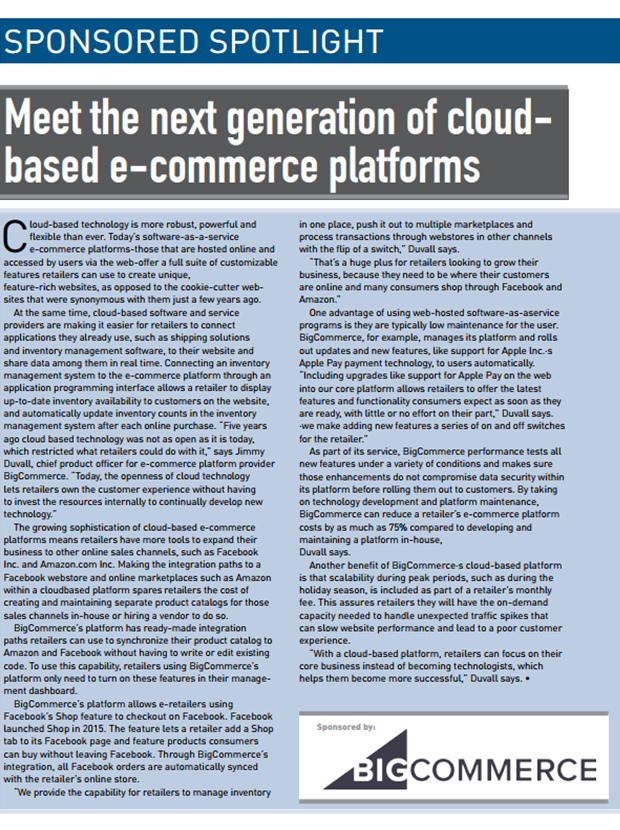 SPONSORED SPOTLIGHT
Meet the next generation of cloud-
based e-commerce platforms
Cloud-based technology is more robust, powerful and
flexible than ever. Today's software-as-a-service
e-commerce platforms-those that are hosted online and
accessed by users via the web-offer a full suite of customizable
features retailers can use to create unique,
feature-rich websites, as opposed to the cookie-cutter web-
sites that were synonymous with them just a few years ago.
At the same time, cloud-based software and service
providers are making it easier for retailers to connect
applications they already use, such as shipping solutions
and inventory management software, to their website and
share data among them in real time. Connecting an inventory
management system to the e-commerce platform through an
application programming interface allows a retailer to display
up-to-date inventory availability to customers on the website,
and automatically update inventory counts in the inventory
management system after each online purchase. "Five years
ago cloud based technology was not as open as it is today,
which restricted what retailers could do with it," says Jimmy
Duvall, chief product officer for e-commerce platform provider
BigCommerce. "Today, the openness of cloud technology
lets retailers own the customer experience without having
to invest the resources internally to continually develop new
technology."
The growing sophistication of cloud-based e-commerce
platforms means retailers have more tools to expand their
business to other online sales channels, such as Facebook
Inc. and Amazon.com Inc. Making the integration paths to a
Facebook webstore and online marketplaces such as Amazon
within a cloudbased platform spares retailers the cost of
creating and maintaining separate product catalogs for those
sales channels in-house or hiring a vendor to do so.
BigCommerce's platform has ready-made integration
paths retailers can use to synchronize their product catalog to
Amazon and Facebook without having to write or edit existing
code. To use this capability, retailers using BigCommerce's
platform only need to turn on these features in their manage-
ment dashboard.
BigCommerce's platform allows e-retailers using
Facebook's Shop feature to checkout on Facebook. Facebook
launched Shop in 2015. The feature lets a retailer add a Shop
tab to its Facebook page and feature products consumers
can buy without leaving Facebook. Through BigCommerce's
integration, all Facebook orders are automatically synced
with the retailer's online store.
"We provide the capability for retailers to manage inventory
in one place, push it out to multiple marketplaces and
process transactions through webstores in other channels
with the flip of a switch," Duvall says.
"That's a huge plus for retailers looking to grow their
business, because they need to be where their customers
are online and many consumers shop through Facebook and
Amazon."
One advantage of using web-hosted software-as-aservice
programs is they are typically low maintenance for the user.
BigCommerce, for example, manages its platform and rolls
out updates and new features, like support for Apple Inc.-s
Apple Pay payment technology, to users automatically.
"Including upgrades like support for Apple Pay on the web
into our core platform allows retailers to offer the latest
features and functionality consumers expect as soon as they
are ready, with little or no effort on their part," Duvall says.
-we make adding new features a series of on and off switches
for the retailer."
As part of its service, BigCommerce performance tests all
new features under a variety of conditions and makes sure
those enhancements do not compromise data security within
its platform before rolling them out to customers. By taking
on technology development and platform maintenance,
BigCommerce can reduce a retailer's e-commerce platform
costs by as much as 75% compared to developing and
maintaining a platform in-house,
Duvall says.
Another benefit of BigCommerce-s cloud-based platform
is that scalability during peak periods, such as during the
holiday season, is included as part of a retailer's monthly
fee. This assures retailers they will have the on-demand
capacity needed to handle unexpected traffic spikes that
can slow website performance and lead to a poor customer
experience.
"With a cloud-based platform, retailers can focus on their
core business instead of becoming technologists, which
helps them become more successful," Duvall says. •
Sponsored by:
BIGCOMMERCE